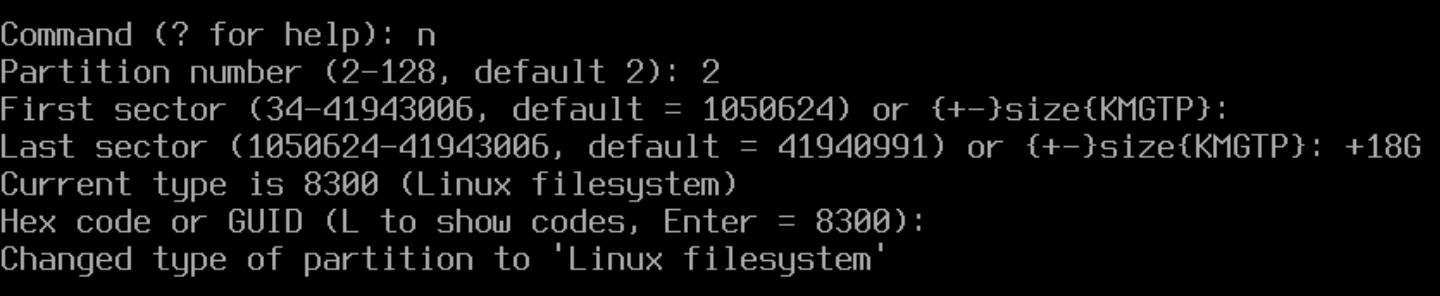 Command (? for help): n
Partition number (2-128, default 2): 2
First sector (34-41943006, default = 1050624) or {+-}size{KMGTP}:
Last sector (1050624-41943006, default = 41940991) or {+-}size{KMGTP}: +18G
Current type is 8300 (Linux filesystem)
Hex code or GUID (L to show codes, Enter = 8300):
Changed type of partition to 'Linux filesystem'